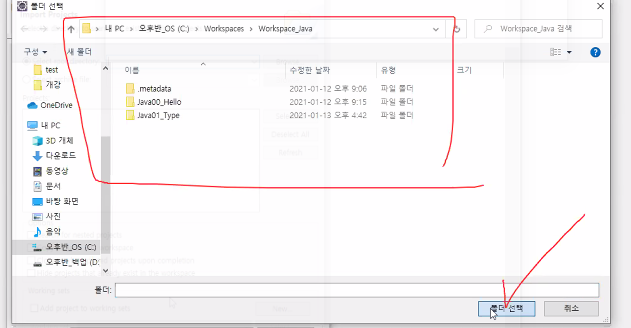 폴더 선택
내 PC > 오후반_OS (C:) > Workspaces > Workspace_Java
Workspace_Java 검색
구성 새 폴더
이름 수정한 날짜 유형 크기
test
개강
OneDrive
내 PC
3D 개체
다운로드
동영상
문서
바탕 화면
사진
음악
오후반_OS (C:)
오후반_백업 (D:
.metadata 2021-01-12 오후 9:06 파일 폴더
Java00_Hello 2021-01-12 오후 9:15 파일 폴더
Java01_Type 2021-01-13 오후 4:42 파일 폴더
폴더:
폴더 선택 취소